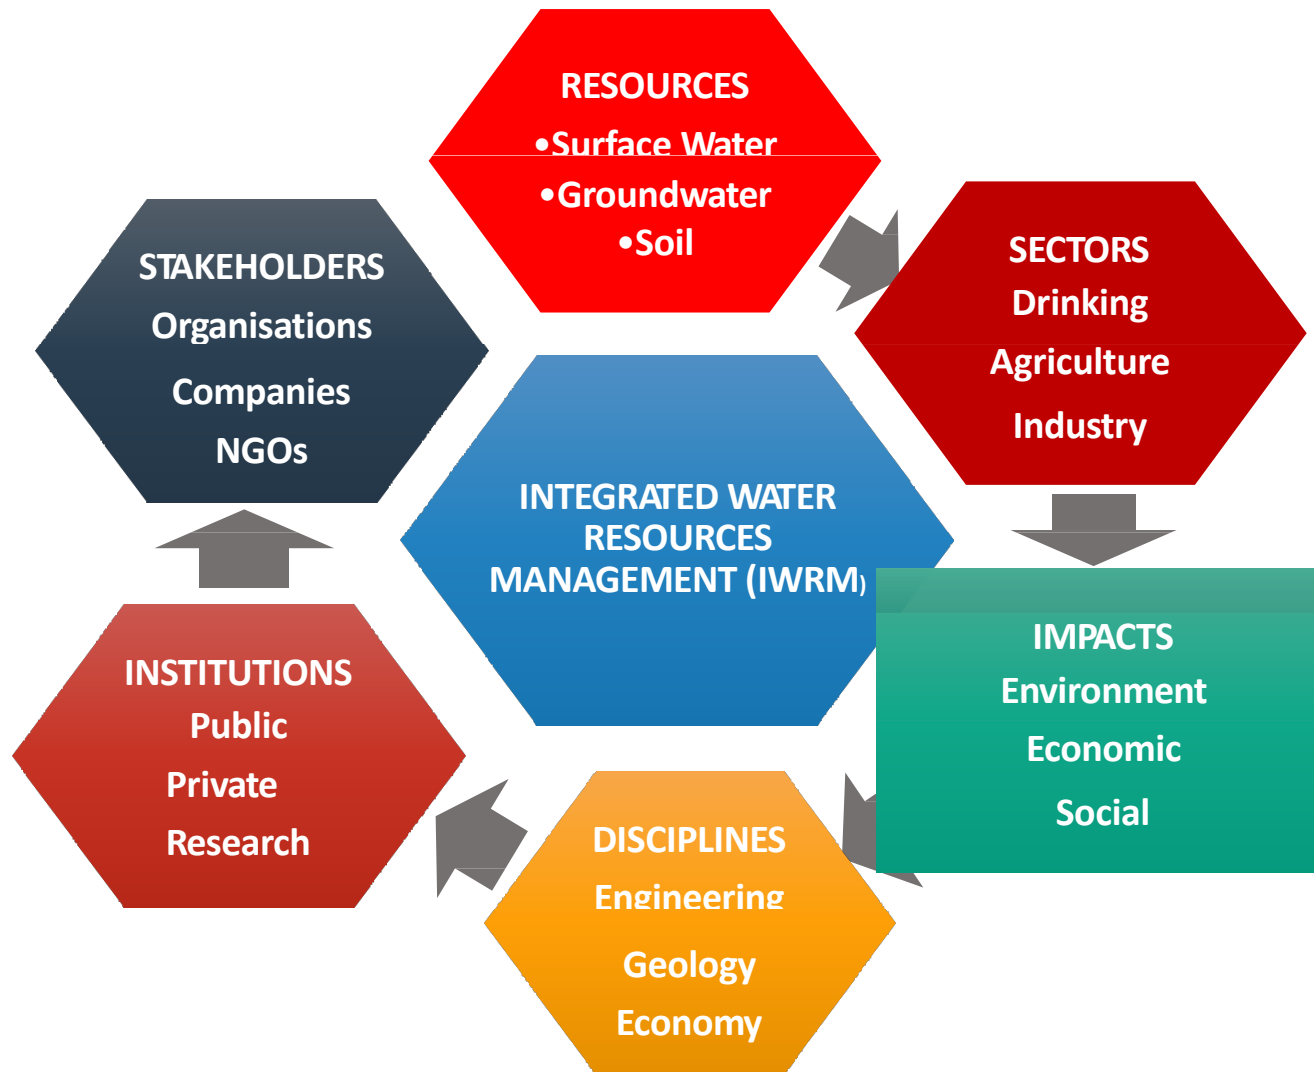 RESOURCES
•Surface Water
•Groundwater
•Soil
SECTORS
Drinking
Agriculture
Industry
IMPACTS
Environment
Economic
Social
DISCIPLINES
Engineering
Geology
Economy
INSTITUTIONS
Public
Private
Research
STAKEHOLDERS
Organisations
Companies
NGOs
INTEGRATED WATER
RESOURCES
MANAGEMENT (IWRM)